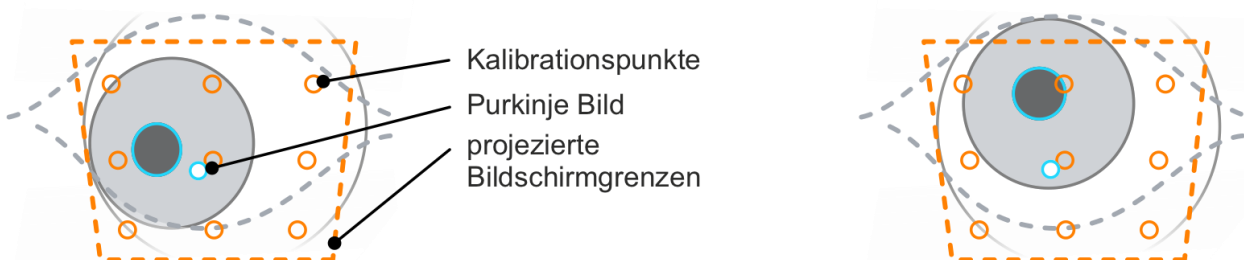 Kalibrationspunkte
Purkinje Bild
projezierte
Bildschirmgrenzen